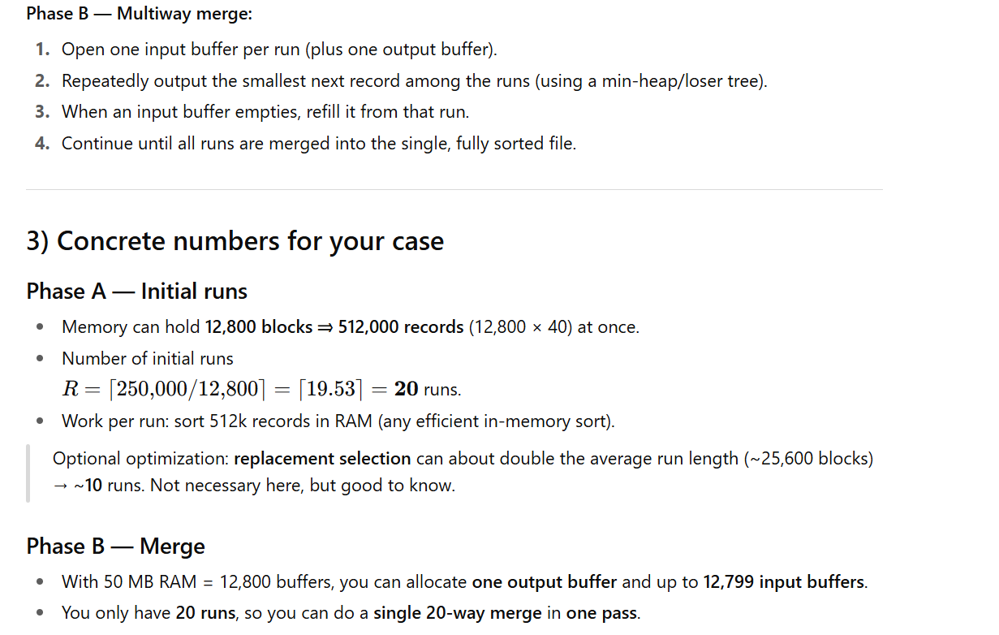 Phase B — Multiway merge:
1. Open one input buffer per run (plus one output buffer).
2. Repeatedly output the smallest next record among the runs (using a min-heap/loser tree).
3. When an input buffer empties, refill it from that run.
4. Continue until all runs are merged into the single, fully sorted file.
3) Concrete numbers for your case
Phase A — Initial runs
• Memory can hold 12,800 blocks ⇒ 512,000 records (12,800 × 40) at once.
• Number of initial runs
R = ⌈250,000/12,800⌉ = ⌈19.53⌉ = 20 runs.
• Work per run: sort 512k records in RAM (any efficient in-memory sort).
Optional optimization: replacement selection can about double the average run length (~25,600 blocks)
→ ~10 runs. Not necessary here, but good to know.
Phase B — Merge
• With 50 MB RAM = 12,800 buffers, you can allocate one output buffer and up to 12,799 input buffers.
• You only have 20 runs, so you can do a single 20-way merge in one pass.